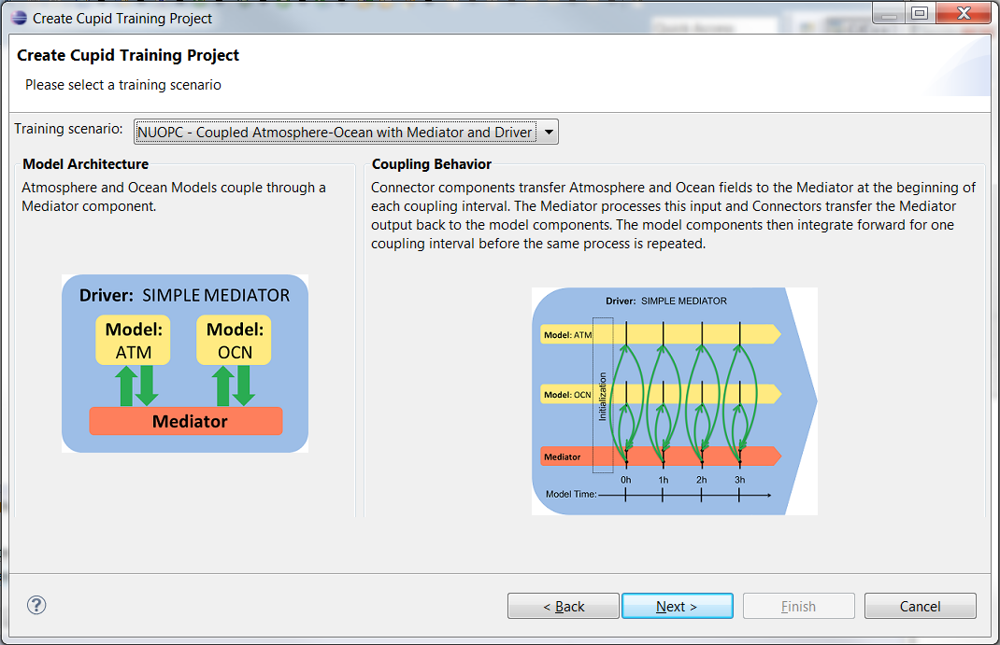 Create Cupid Training Project
Create Cupid Training Project
Please select a training scenario
Training scenario:
NUOPC - Coupled Atmosphere-Ocean with Mediator and Driver
Model Architecture
Atmosphere and Ocean Models couple through a
Mediator component.
Driver: SIMPLE MEDIATOR
Model:
ATM
Model:
OCN
Mediator
Coupling Behavior
Connector components transfer Atmosphere and Ocean fields to the Mediator at the beginning of
each coupling interval. The Mediator processes this input and Connectors transfer the Mediator
output back to the model components. The model components then integrate forward for one
coupling interval before the same process is repeated.
Driver: SIMPLE MEDIATOR
Model: ATM
Model: OCN
Initialization
Mediator
0h 1h 2h 3h
Model Time:
?
< Back
Next >
Finish
Cancel